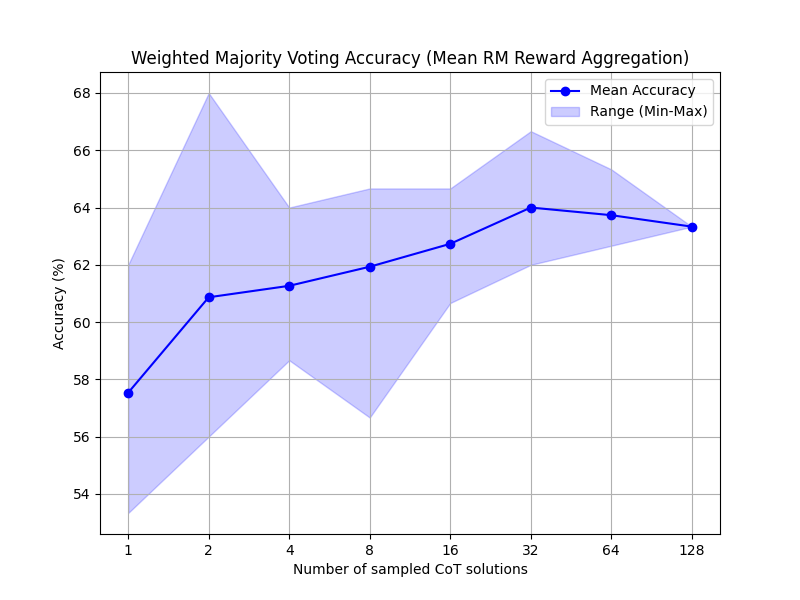 Weighted Majority Voting Accuracy (Mean RM Reward Aggregation)
Mean Accuracy
Range (Min-Max)
68
66
64
62
60
58
56
54
Accuracy (%)
1 2 4 8 16 32 64 128
Number of sampled CoT solutions